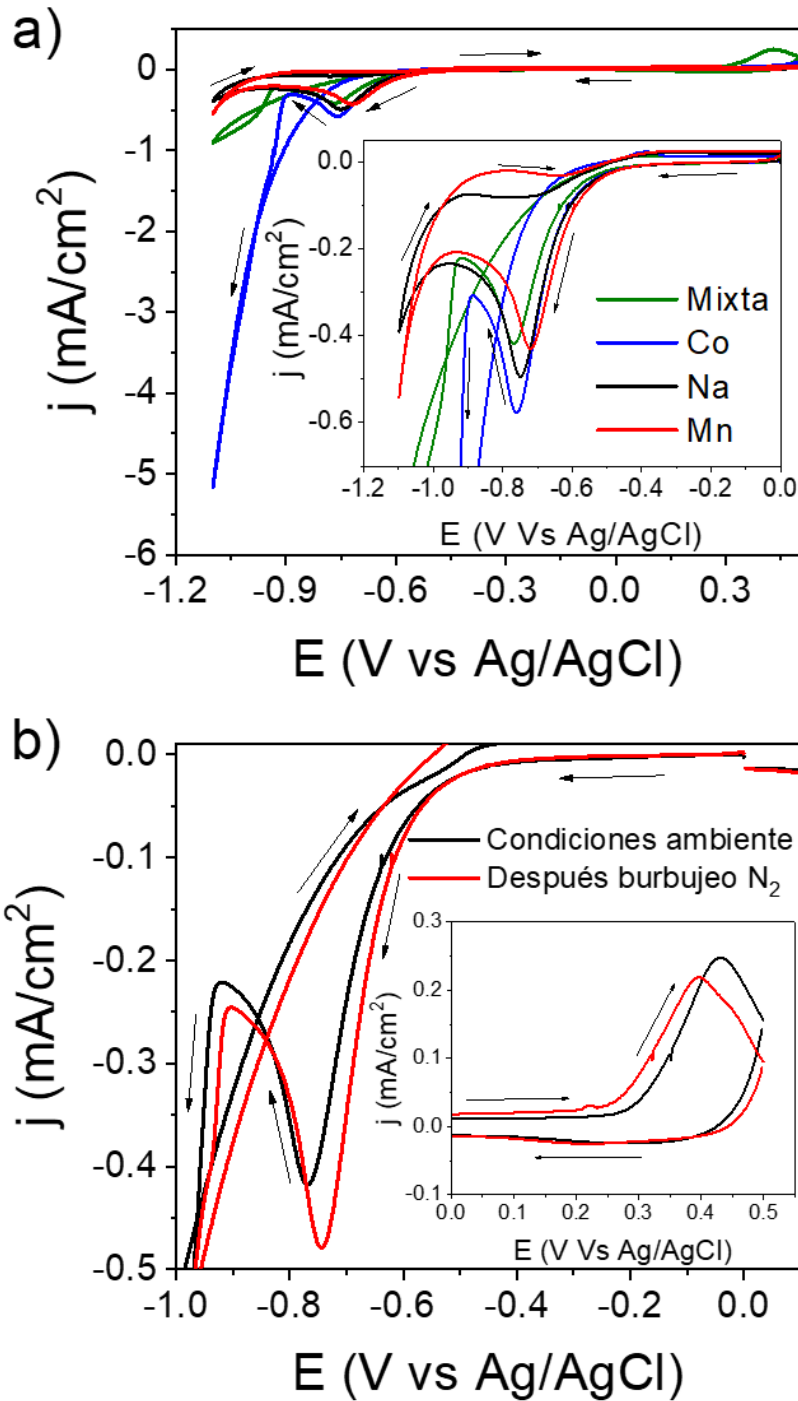 a)
0
-1
-2
-3
-4
-5
-6
-1.2
-0.9
-0.6
-0.3
0.0
0.3
j (mA/cm²)
E (V vs Ag/AgCl)
0.0
-0.2
-0.4
-0.6
-1.2
-1.0
-0.8
-0.6
-0.4
-0.2
0.0
j (mA/cm²)
E (V Vs Ag/AgCl)
Mixta
Co
Na
Mn
b)
0.0
-0.1
-0.2
-0.3
-0.4
-0.5
-1.0
-0.8
-0.6
-0.4
-0.2
0.0
j (mA/cm²)
E (V vs Ag/AgCl)
Condiciones ambiente
Después burbujeo N₂
0.3
0.2
0.1
0.0
-0.1
0.0
0.1
0.2
0.3
0.4
0.5
j (mA/cm²)
E (V Vs Ag/AgCl)